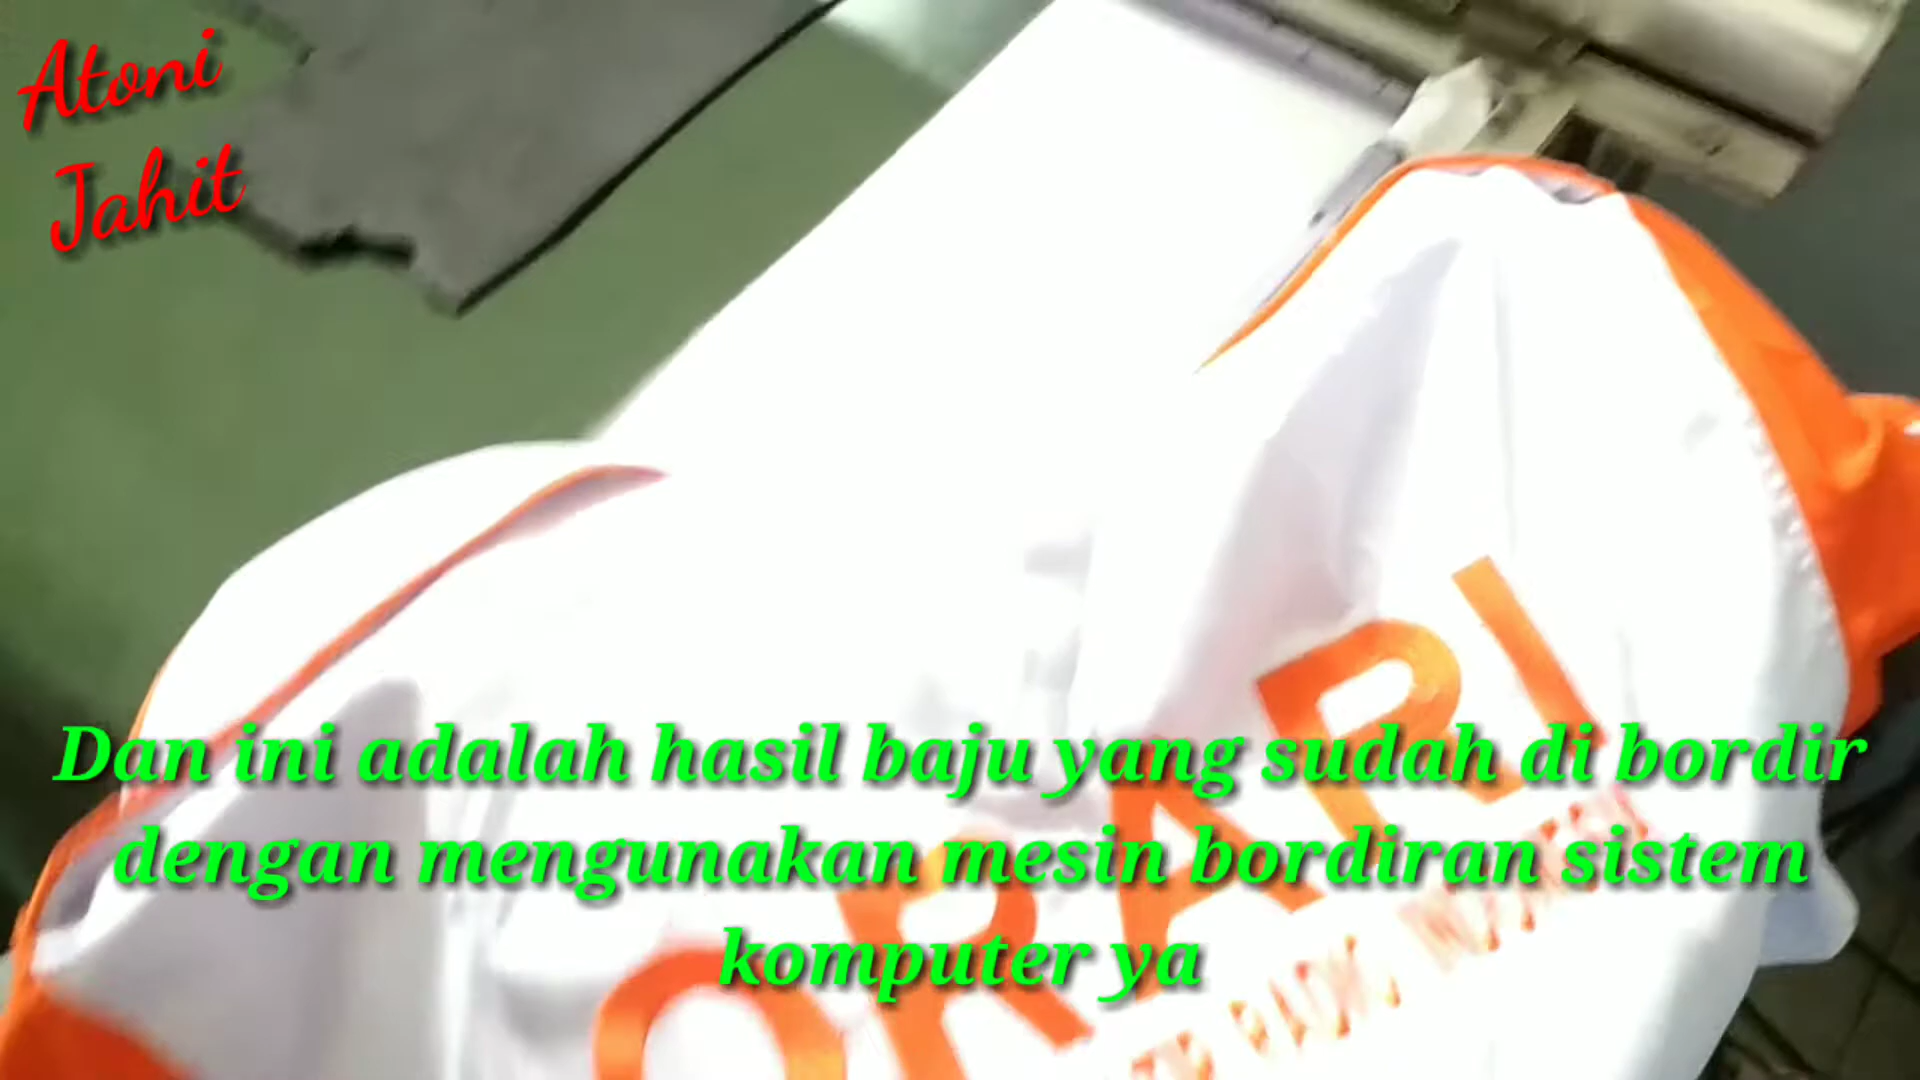 Atoni
Jahit
Dan ini adalah hasil baju yang sudah di bordir
dengan mengunakan mesin bordiran sistem
komputer ya
ORARI